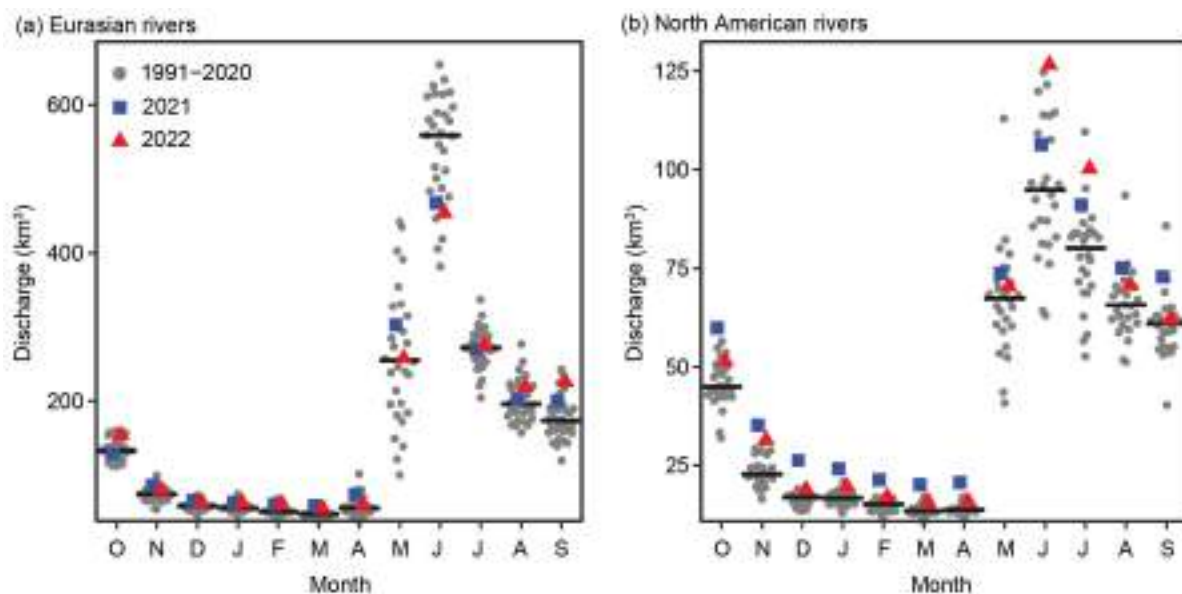 (a) Eurasian rivers
600
400
200
Discharge (km³)
1991–2020
2021
2022
O N D J F M A M J J A S
Month
(b) North American rivers
125
100
75
50
25
Discharge (km³)
O N D J F M A M J J A S
Month